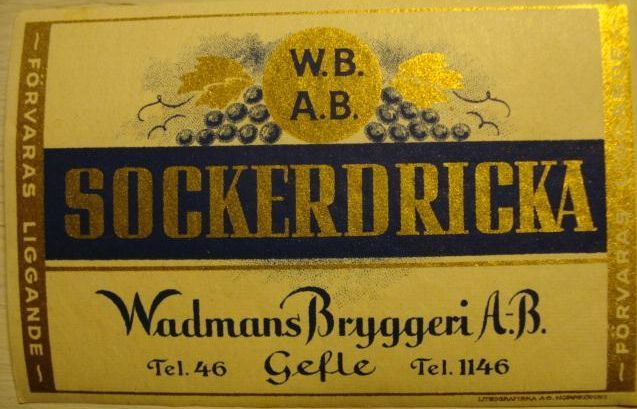 W.B.
A.B.
~ FÖRVARAS LIGGANDE ~
SOCKERDRICKA
Wadmans Bryggeri A.-B.
Tel. 46 Gefle Tel. 1146
FÖRVARAS